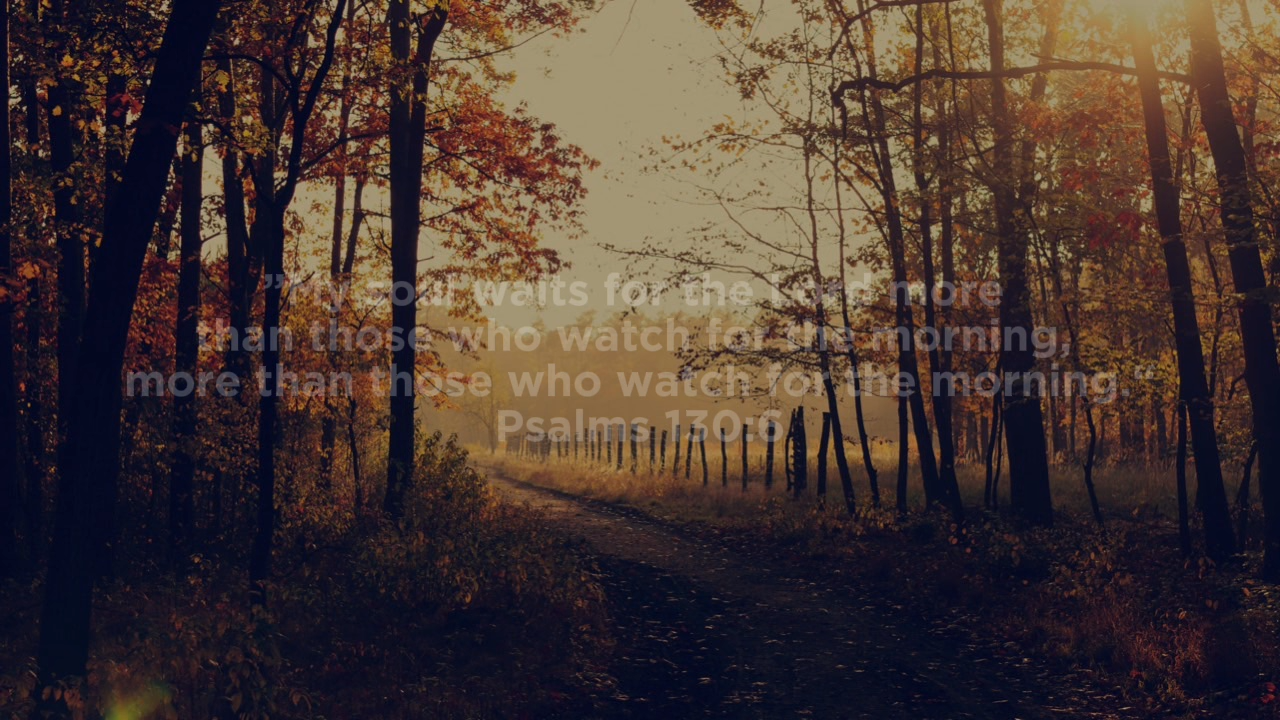 "My soul waits for the Lord more
than those who watch for the morning,
more than those who watch for the morning."
Psalms 130:6